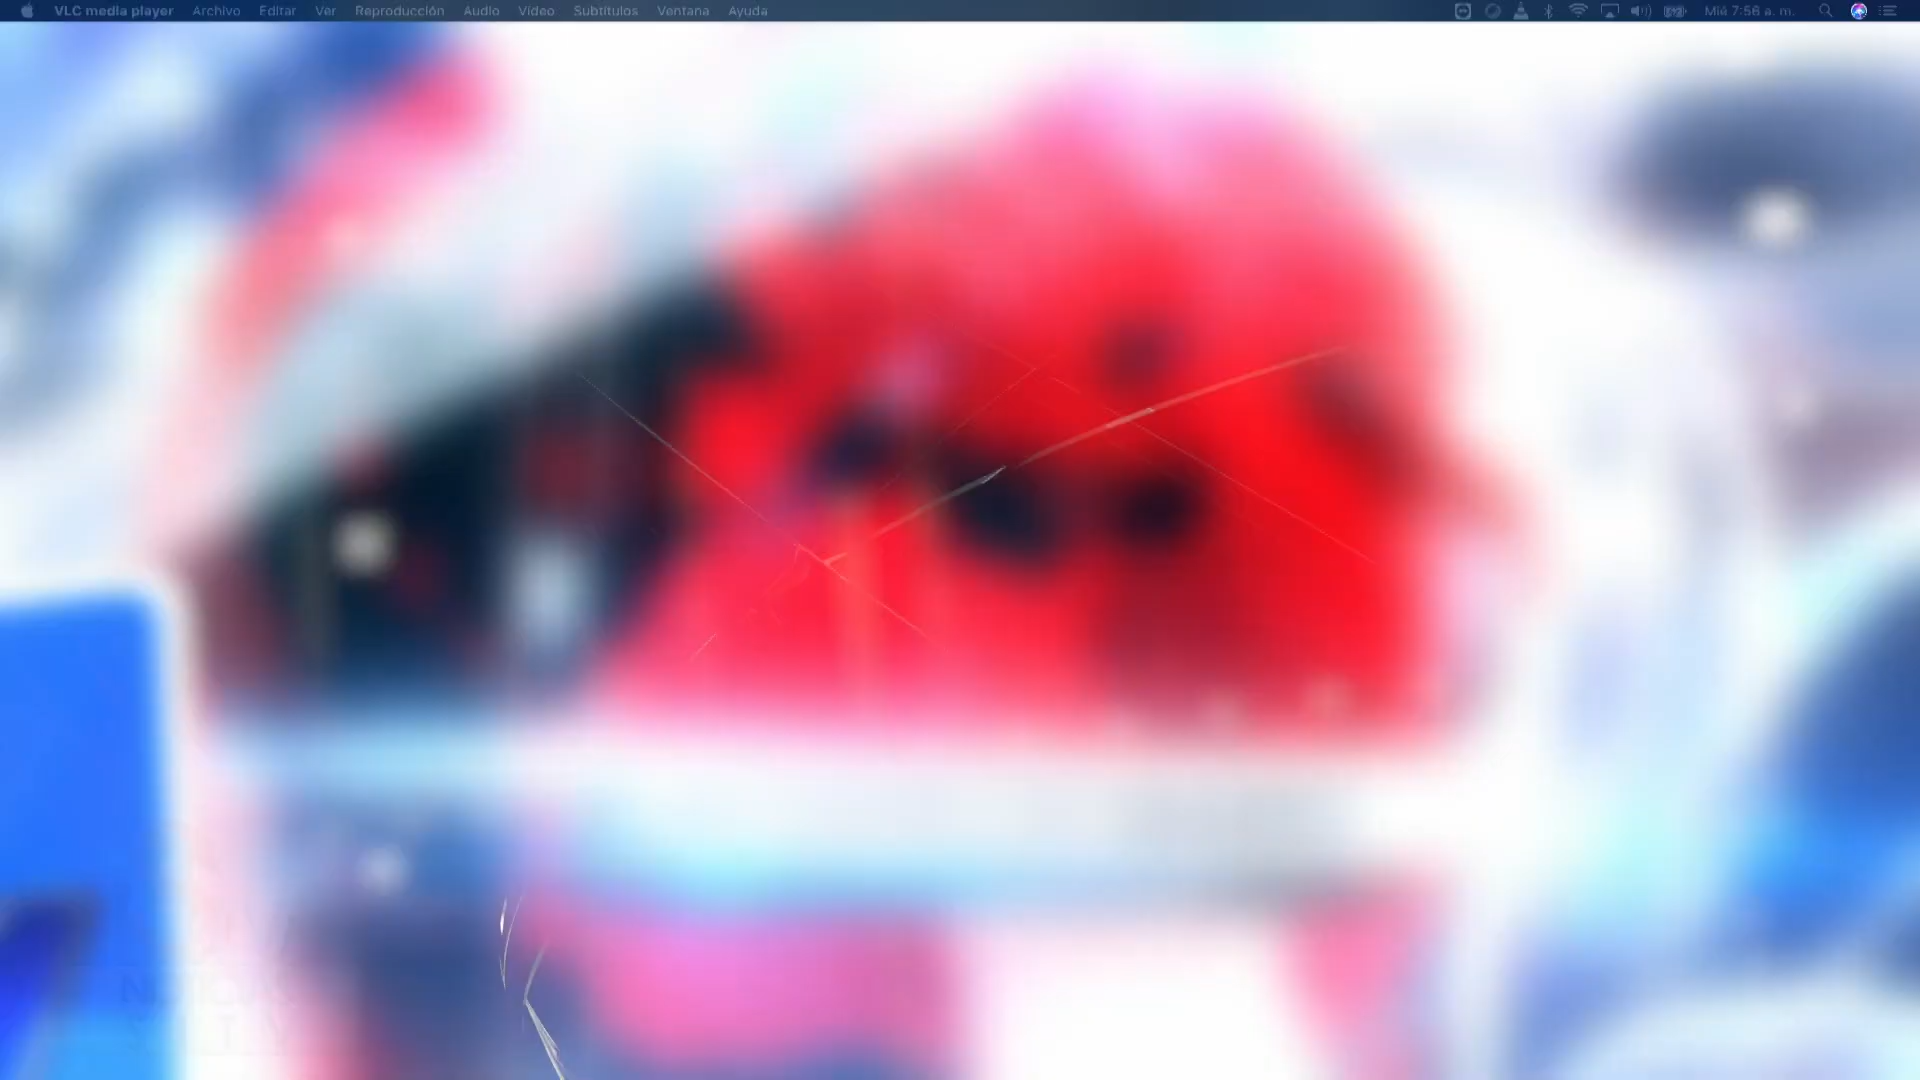 VLC media player Archivo Editar Ver Reproducción Audio Vídeo Subtítulos Ventana Ayuda Mié 7:56 a. m.